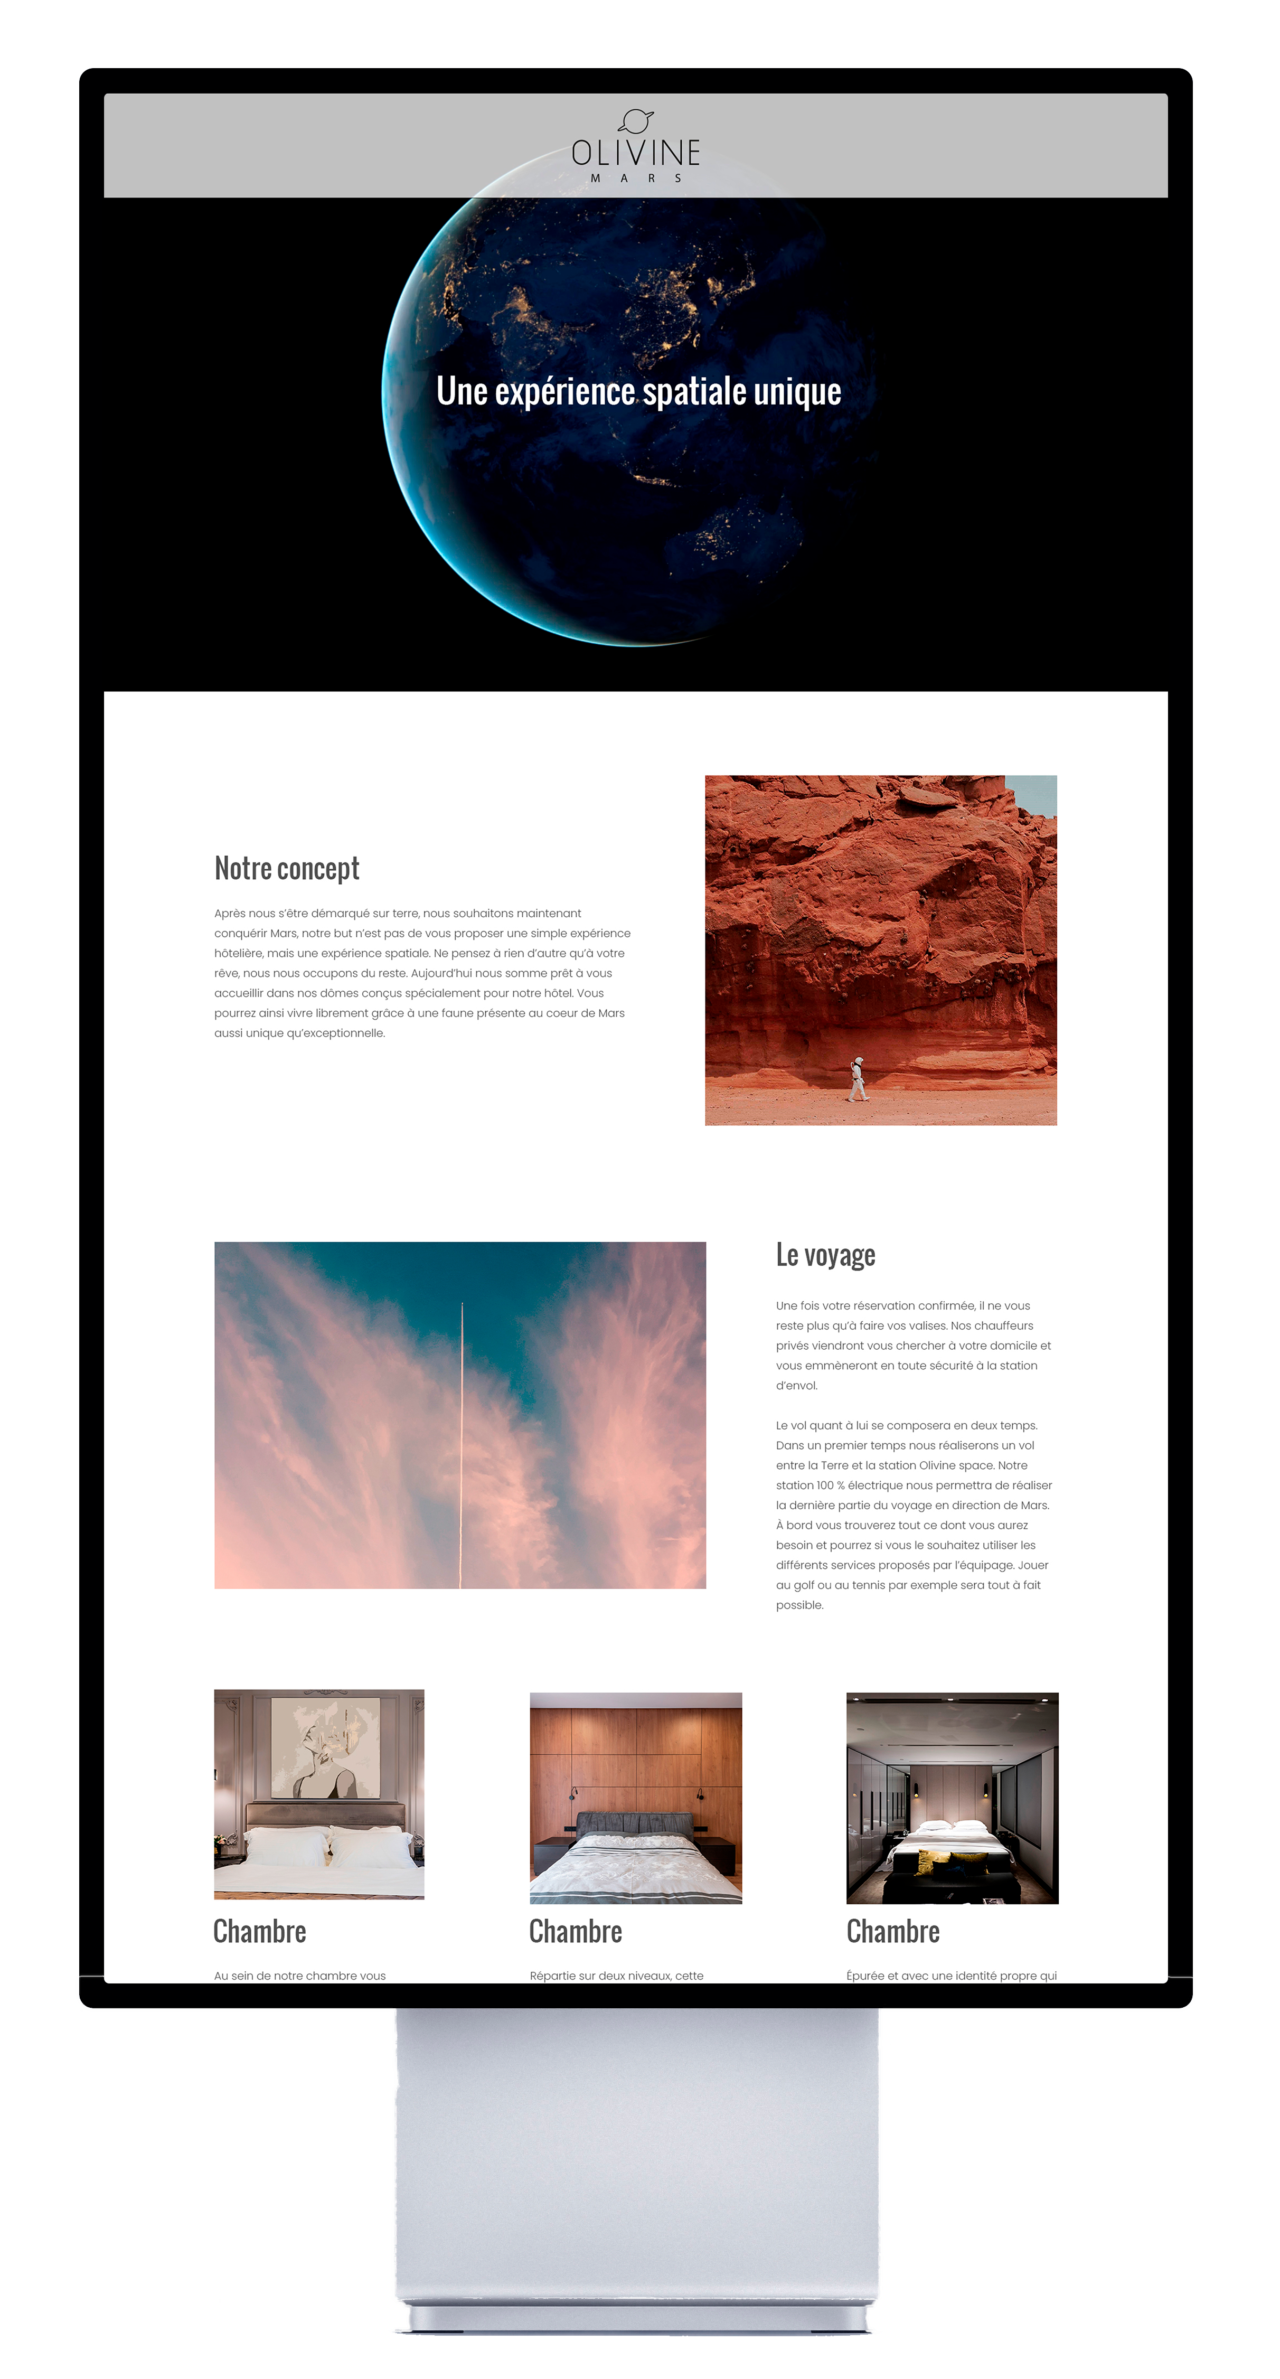 OLIVINE
MARS
Une expérience spatiale unique
Notre concept
Après nous s'être démarqué sur terre, nous souhaitons maintenant
conquérir Mars, notre but n'est pas de vous proposer une simple expérience
hôtelière, mais une expérience spatiale. Ne pensez à rien d'autre qu'à votre
rêve, nous nous occupons du reste. Aujourd'hui nous somme prêt à vous
accueillir dans nos dômes conçus spécialement pour notre hôtel. Vous
pourrez ainsi vivre librement grâce à une faune présente au coeur de Mars
aussi unique qu'exceptionnelle.
Le voyage
Une fois votre réservation confirmée, il ne vous
reste plus qu'à faire vos valises. Nos chauffeurs
privés viendront vous chercher à votre domicile et
vous emmèneront en toute sécurité à la station
d'envol.
Le vol quant à lui se composera en deux temps.
Dans un premier temps nous réaliserons un vol
entre la Terre et la station Olivine space. Notre
station 100 % électrique nous permettra de réaliser
la dernière partie du voyage en direction de Mars.
À bord vous trouverez tout ce dont vous aurez
besoin et pourrez si vous le souhaitez utiliser les
différents services proposés par l'équipage. Jouer
au golf ou au tennis par exemple sera tout à fait
possible.
Chambre
Au sein de notre chambre vous
Chambre
Répartie sur deux niveaux, cette
Chambre
Épurée et avec une identité propre qui